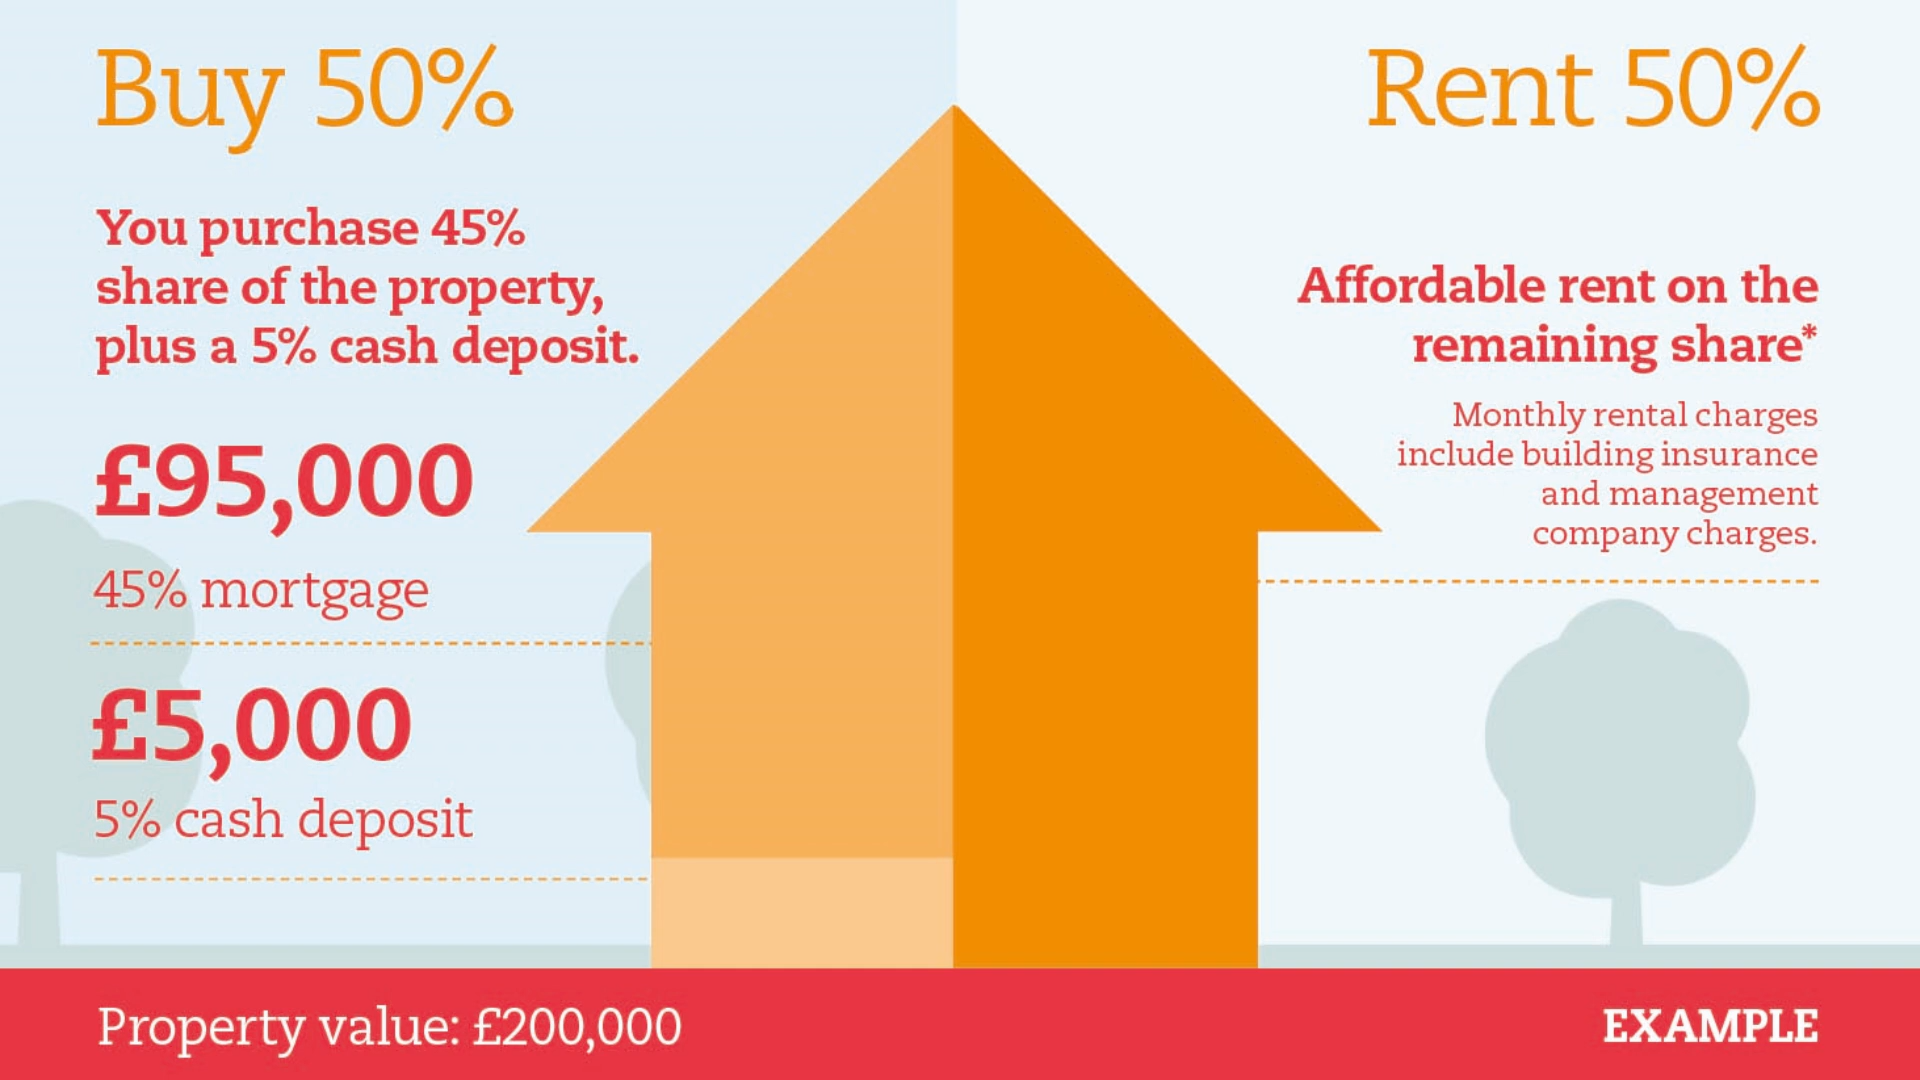 Buy 50%
You purchase 45%
share of the property,
plus a 5% cash deposit.
£95,000
45% mortgage
£5,000
5% cash deposit
Rent 50%
Affordable rent on the
remaining share*
Monthly rental charges
include building insurance
and management
company charges.
Property value: £200,000
EXAMPLE